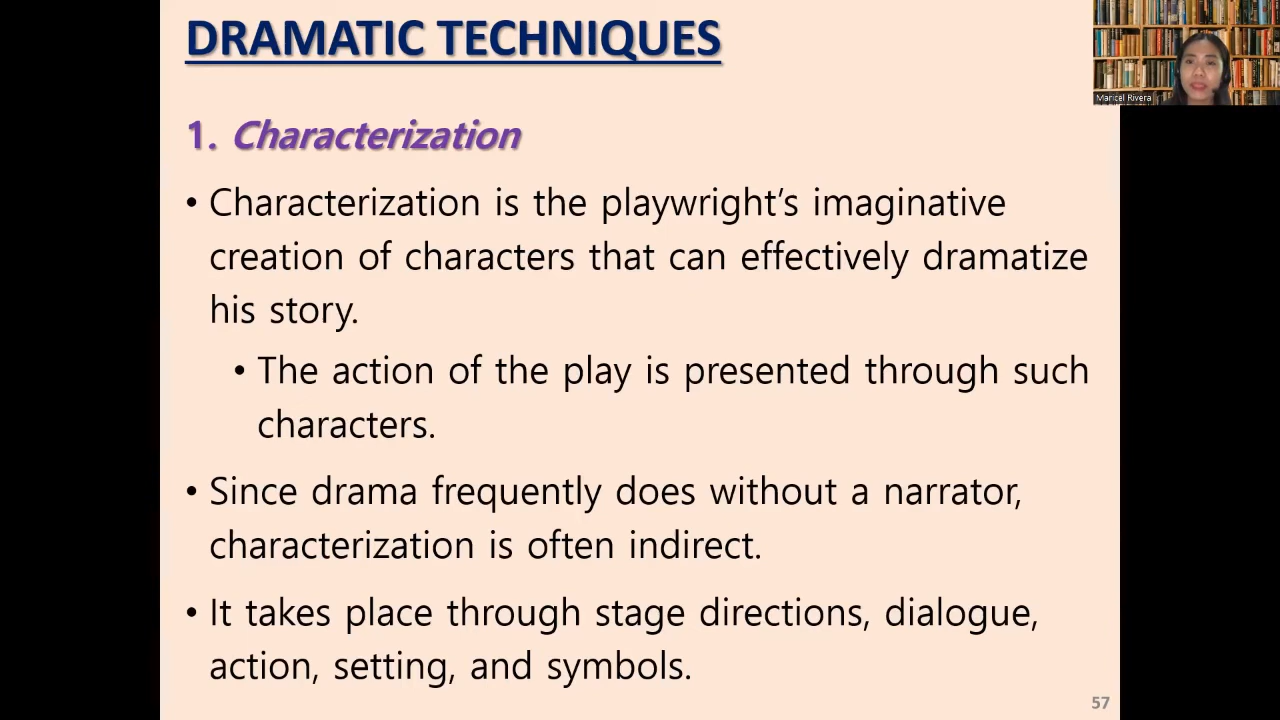 DRAMATIC TECHNIQUES
Maricel Rivera
1. Characterization
• Characterization is the playwright's imaginative
creation of characters that can effectively dramatize
his story.
• The action of the play is presented through such
characters.
• Since drama frequently does without a narrator,
characterization is often indirect.
• It takes place through stage directions, dialogue,
action, setting, and symbols.
57